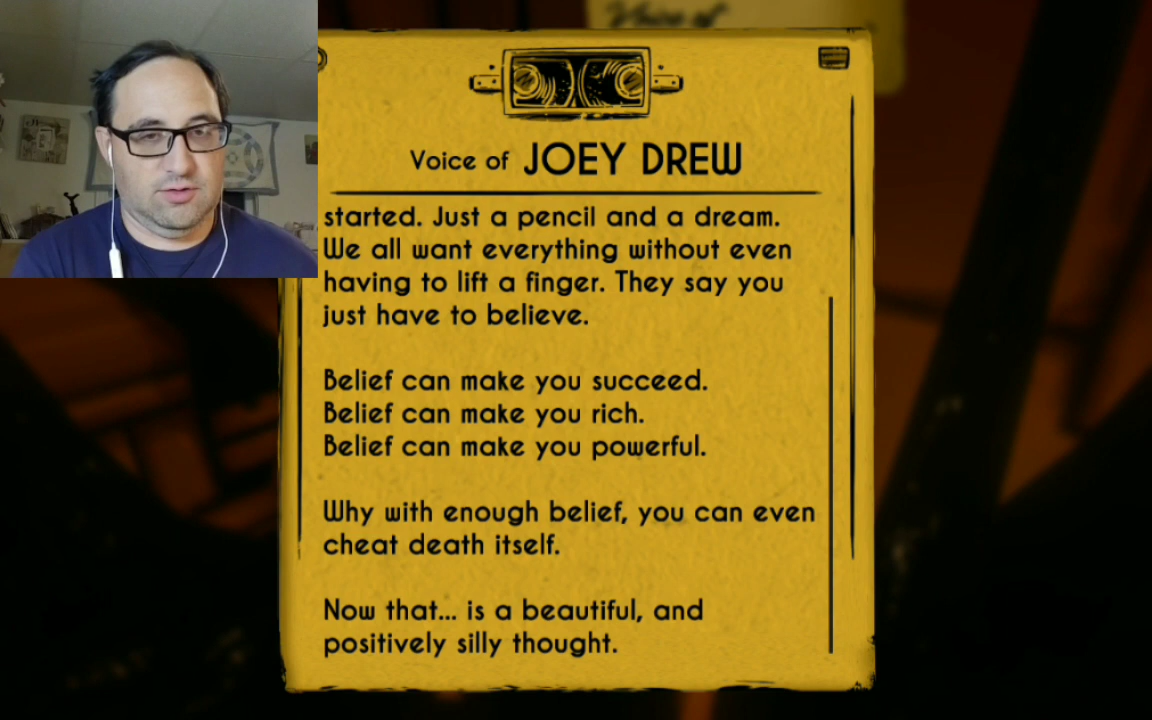 Voice of
Voice of JOEY DREW
started. Just a pencil and a dream.
We all want everything without even
having to lift a finger. They say you
just have to believe.
Belief can make you succeed.
Belief can make you rich.
Belief can make you powerful.
Why with enough belief, you can even
cheat death itself.
Now that... is a beautiful, and
positively silly thought.